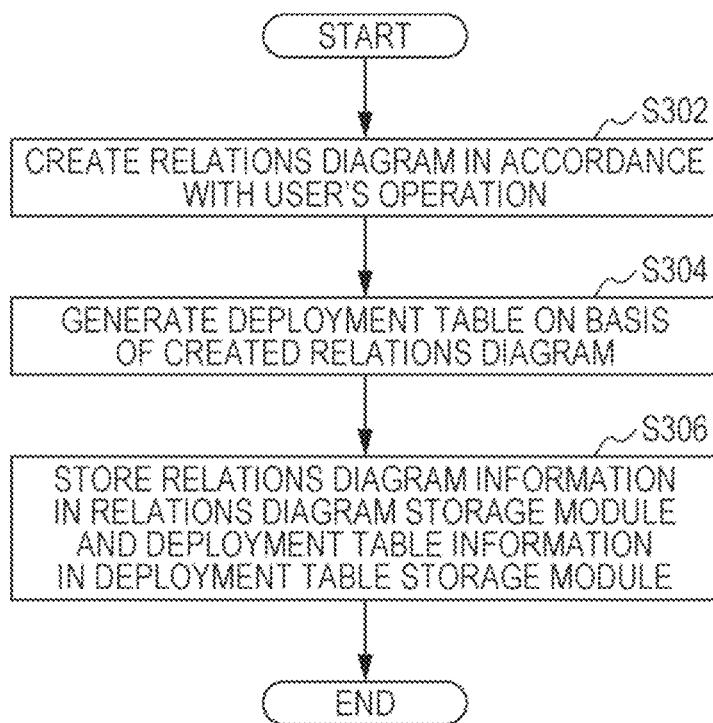 START
S302
CREATE RELATIONS DIAGRAM IN ACCORDANCE
WITH USER'S OPERATION
S304
GENERATE DEPLOYMENT TABLE ON BASIS
OF CREATED RELATIONS DIAGRAM
S306
STORE RELATIONS DIAGRAM INFORMATION
IN RELATIONS DIAGRAM STORAGE MODULE
AND DEPLOYMENT TABLE INFORMATION
IN DEPLOYMENT TABLE STORAGE MODULE
END